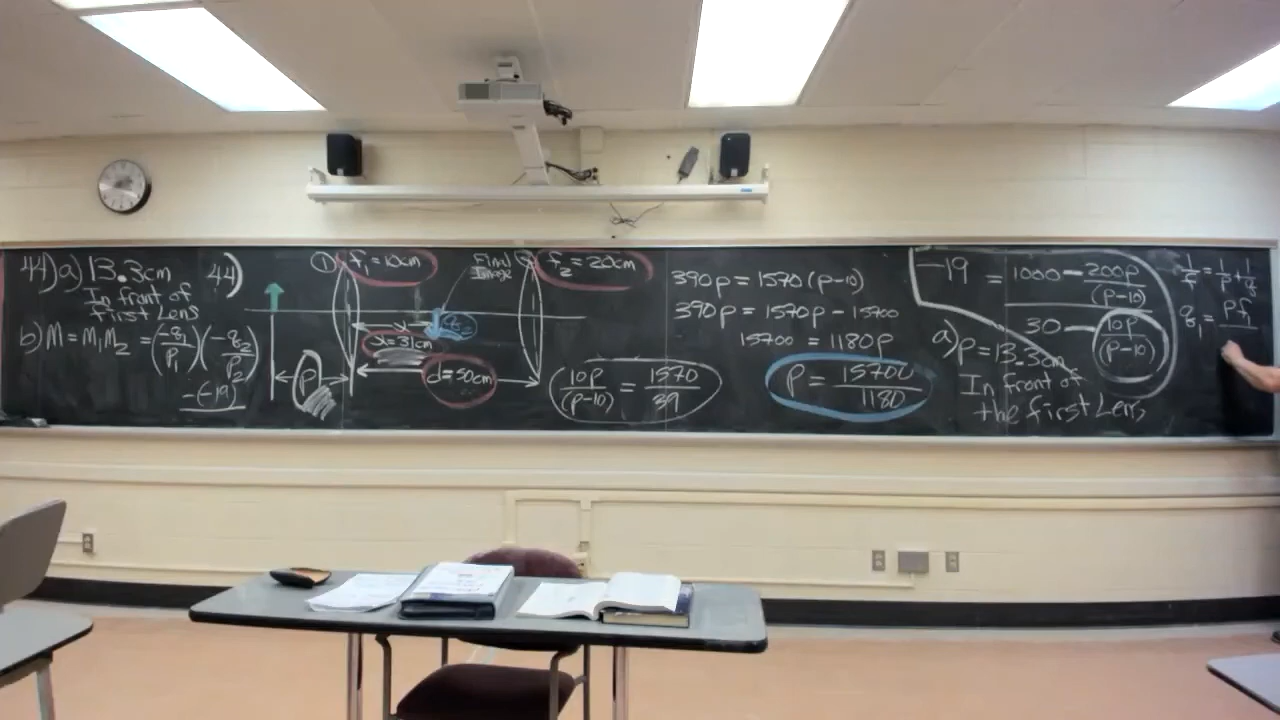 44) a) 13.3cm
In front of
first Lens
b) M = M₁M₂ = (-q₁/P₁)(-q₂/P₂)
-(-19)
44)
① f₁ = 10cm
Final
Image
f₂ = 20cm
q₂
x = 31cm
d = 50cm
P
10p/(p-10) = 1570/39
390p = 1570(p-10)
390p = 1570p - 15700
15700 = 1180p
p = 15700/1180
-19 = 1000 - 200p/(p-10)
30 - 10p/(p-10)
a) p = 13.3cm
In front of
the first Lens
1/f = 1/p + 1/q
q₁ = pf₁